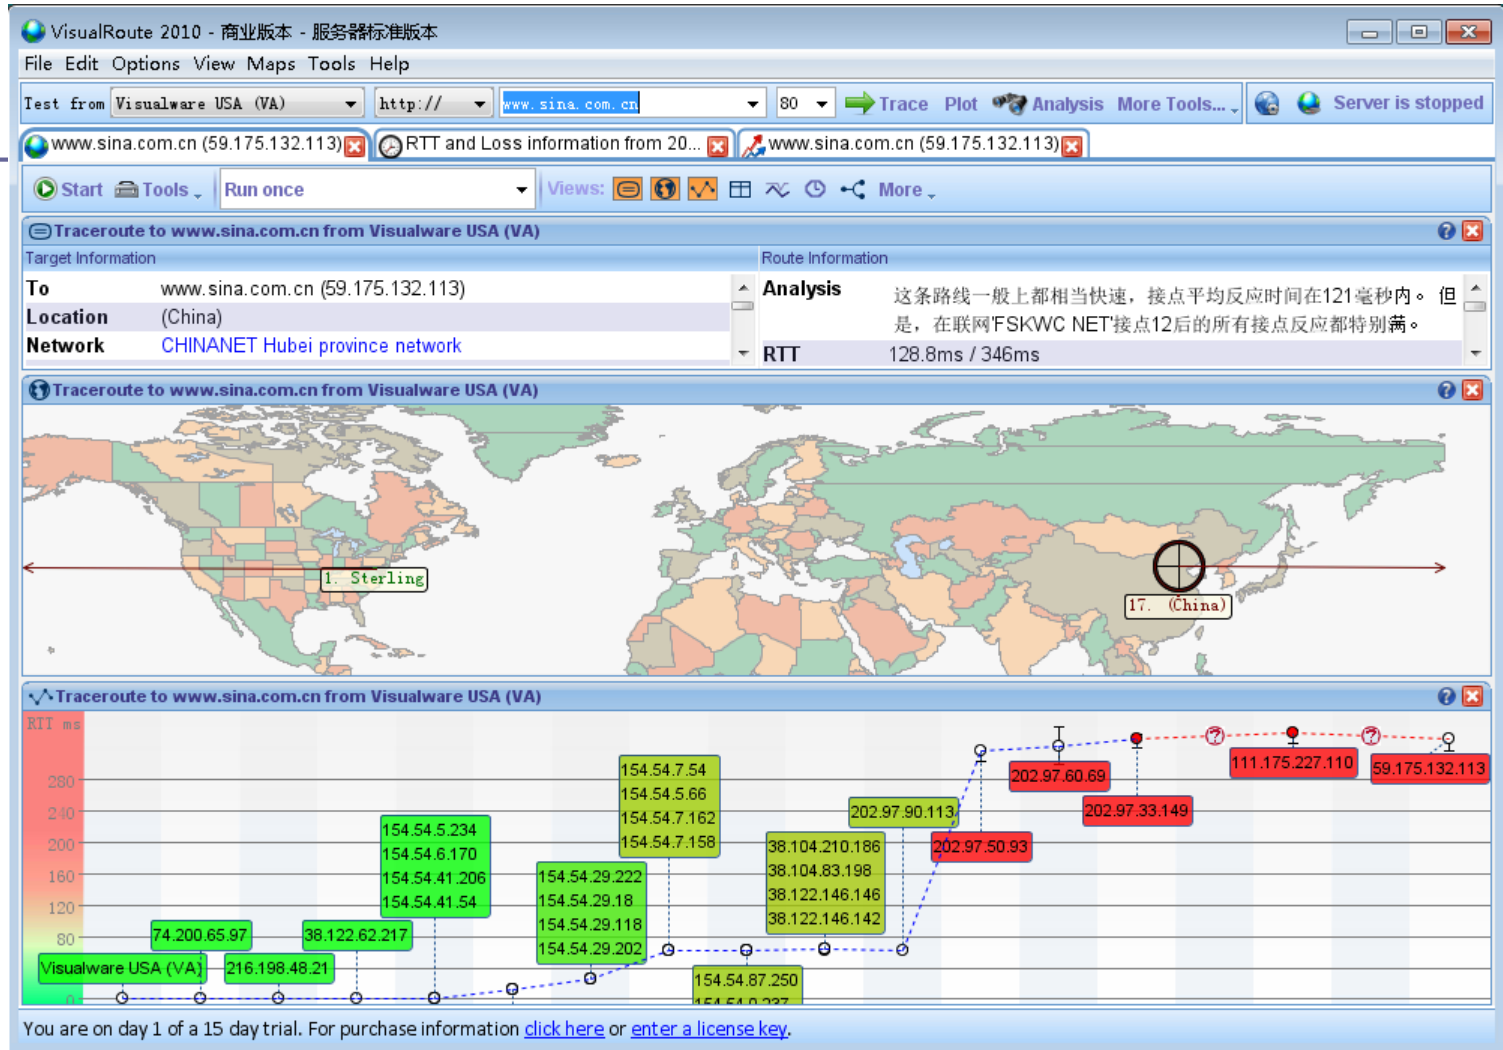 VisualRoute 2010 - 商业版本 - 服务器标准版本
File Edit Options View Maps Tools Help
Test from Visualware USA (VA) http:// www.sina.com.cn 80 Trace Plot Analysis More Tools... Server is stopped
www.sina.com.cn (59.175.132.113) RTT and Loss information from 20... www.sina.com.cn (59.175.132.113)
Start Tools Run once Views: More
Traceroute to www.sina.com.cn from Visualware USA (VA)
Target Information Route Information
To www.sina.com.cn (59.175.132.113)
Location (China)
Network CHINANET Hubei province network
Analysis 这条路线一般上都相当快速，接点平均反应时间在121毫秒内。 但
是，在联网'FSKWC NET'接点12后的所有接点反应都特别满。
RTT 128.8ms / 346ms
Traceroute to www.sina.com.cn from Visualware USA (VA)
1. Sterling
17. (China)
Traceroute to www.sina.com.cn from Visualware USA (VA)
RTT ms
280
240
200
160
120
80
0
Visualware USA (VA)
74.200.65.97
216.198.48.21
38.122.62.217
154.54.5.234
154.54.6.170
154.54.41.206
154.54.41.54
154.54.29.222
154.54.29.18
154.54.29.118
154.54.29.202
154.54.7.54
154.54.5.66
154.54.7.162
154.54.7.158
154.54.87.250
38.104.210.186
38.104.83.198
38.122.146.146
38.122.146.142
202.97.90.113
202.97.50.93
202.97.60.69
202.97.33.149
111.175.227.110
59.175.132.113
You are on day 1 of a 15 day trial. For purchase information click here or enter a license key.